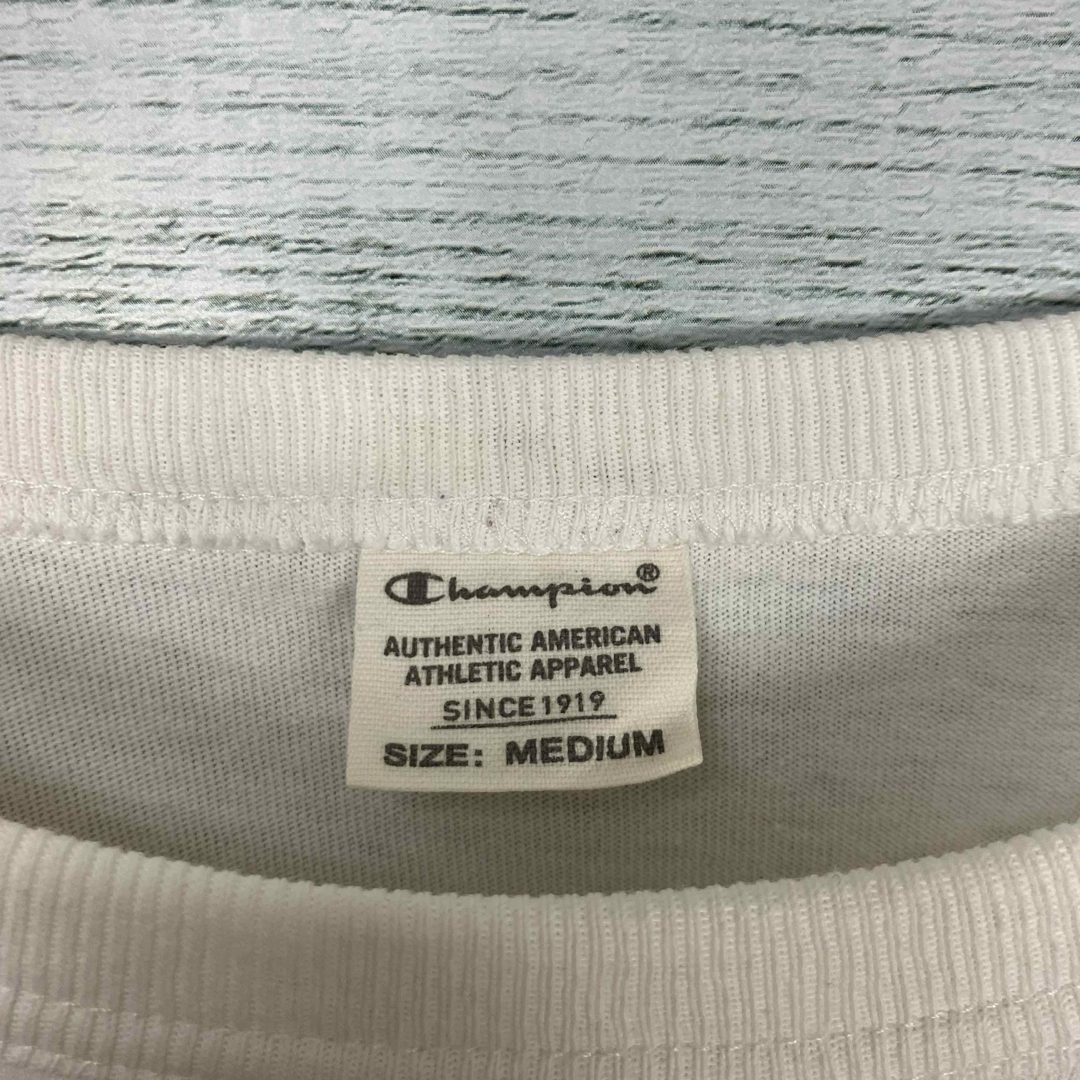 Champion®
AUTHENTIC AMERICAN
ATHLETIC APPAREL
SINCE 1919
SIZE: MEDIUM